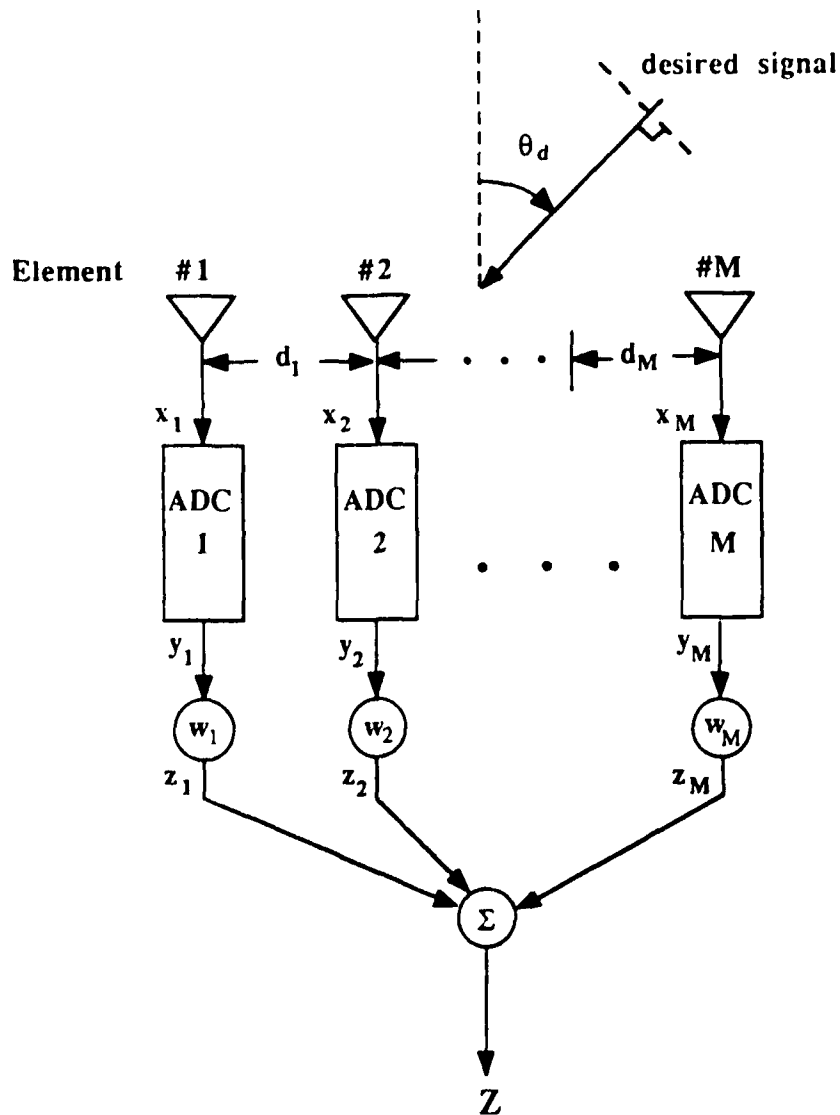 desired signal
θd
Element #1 #2 #M
d1 . . . dM
x1 x2 xM
ADC 1 ADC 2 . . . ADC M
y1 y2 yM
w1 w2 wM
z1 z2 zM
Σ
Z